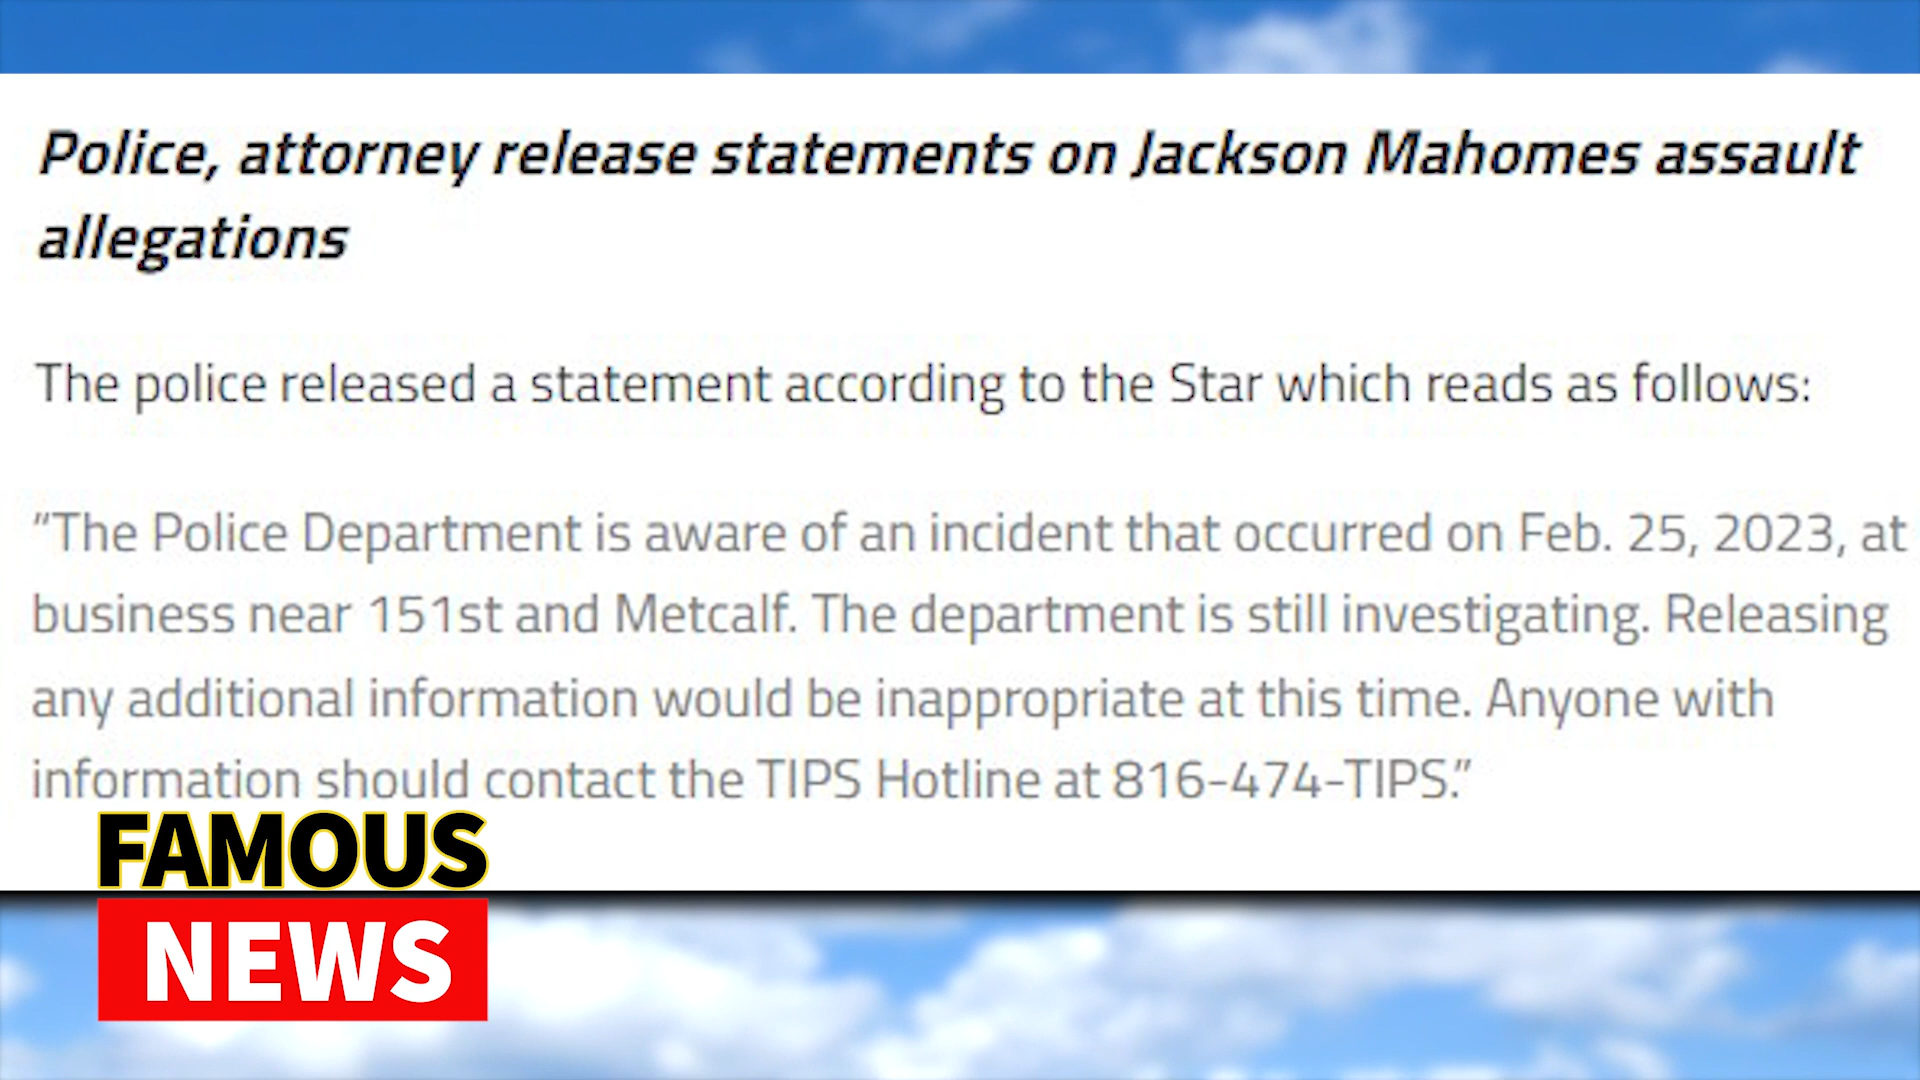 Police, attorney release statements on Jackson Mahomes assault
allegations
The police released a statement according to the Star which reads as follows:
"The Police Department is aware of an incident that occurred on Feb. 25, 2023, at
business near 151st and Metcalf. The department is still investigating. Releasing
any additional information would be inappropriate at this time. Anyone with
information should contact the TIPS Hotline at 816-474-TIPS."
FAMOUS
NEWS